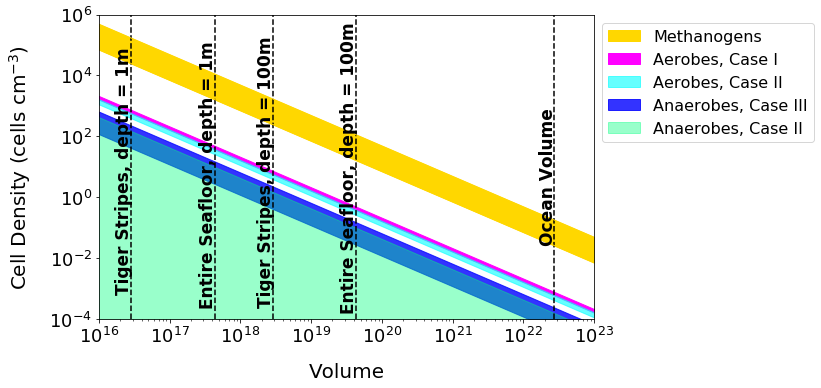 10⁶
10⁴
10²
10⁰
10⁻²
10⁻⁴
Cell Density (cells cm⁻³)
Tiger Stripes, depth = 1m
Entire Seafloor, depth = 1m
Tiger Stripes, depth = 100m
Entire Seafloor, depth = 100m
Ocean Volume
10¹⁶ 10¹⁷ 10¹⁸ 10¹⁹ 10²⁰ 10²¹ 10²² 10²³
Volume
Methanogens
Aerobes, Case I
Aerobes, Case II
Anaerobes, Case III
Anaerobes, Case II